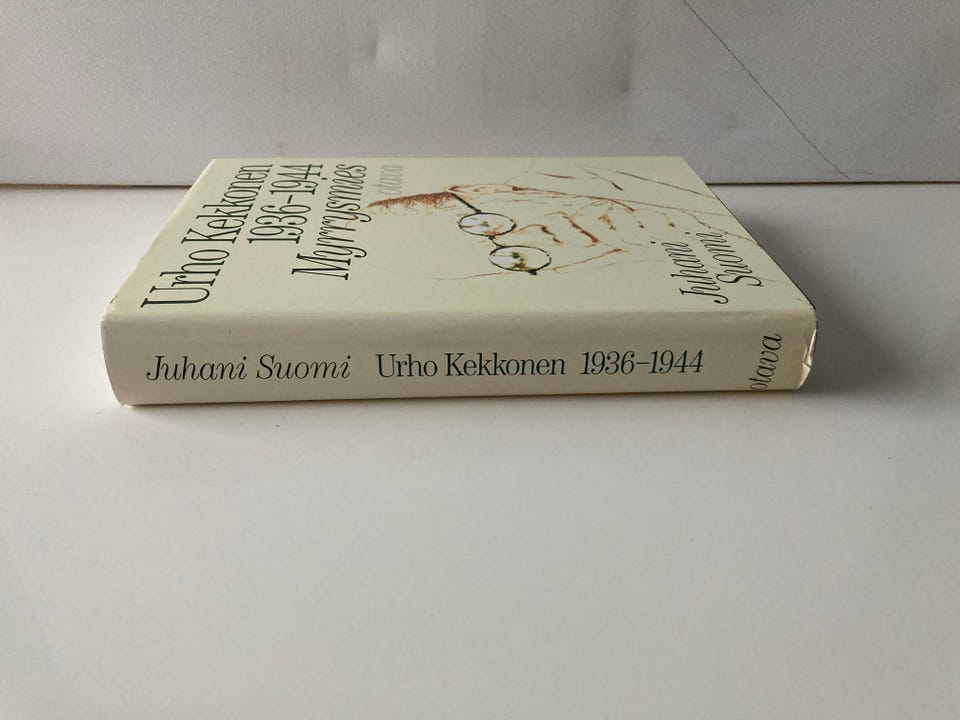 Urho Kekkonen
1936–1944
Myrrysmies
otava
Juhani
Suomi
Juhani Suomi Urho Kekkonen 1936–1944
otava